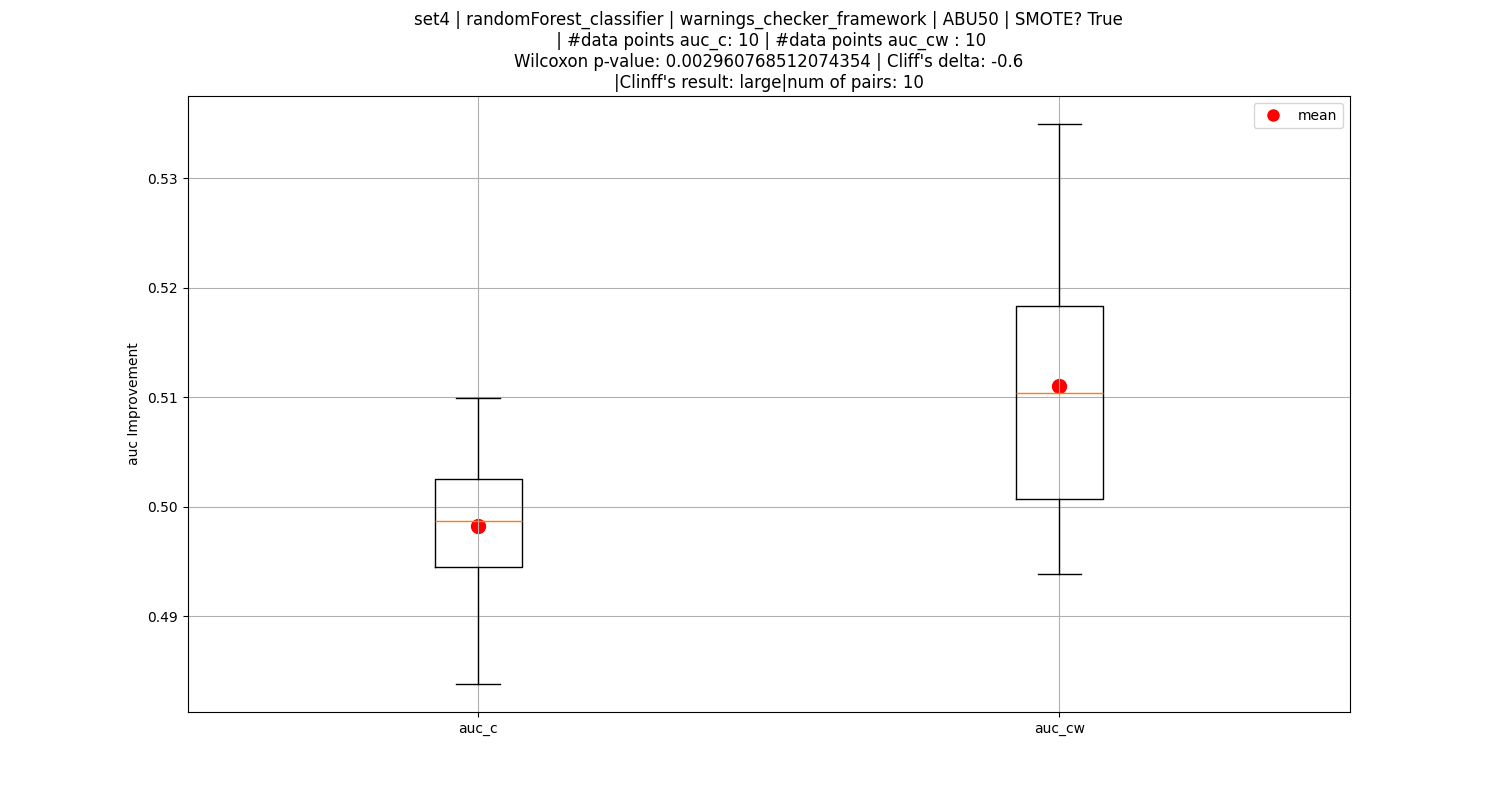 set4 | randomForest_classifier | warnings_checker_framework | ABU50 | SMOTE? True
| #data points auc_c: 10 | #data points auc_cw : 10
Wilcoxon p-value: 0.002960768512074354 | Cliff's delta: -0.6
|Clinff's result: large|num of pairs: 10
mean
0.53
0.52
0.51
0.50
0.49
auc Improvement
auc_c
auc_cw